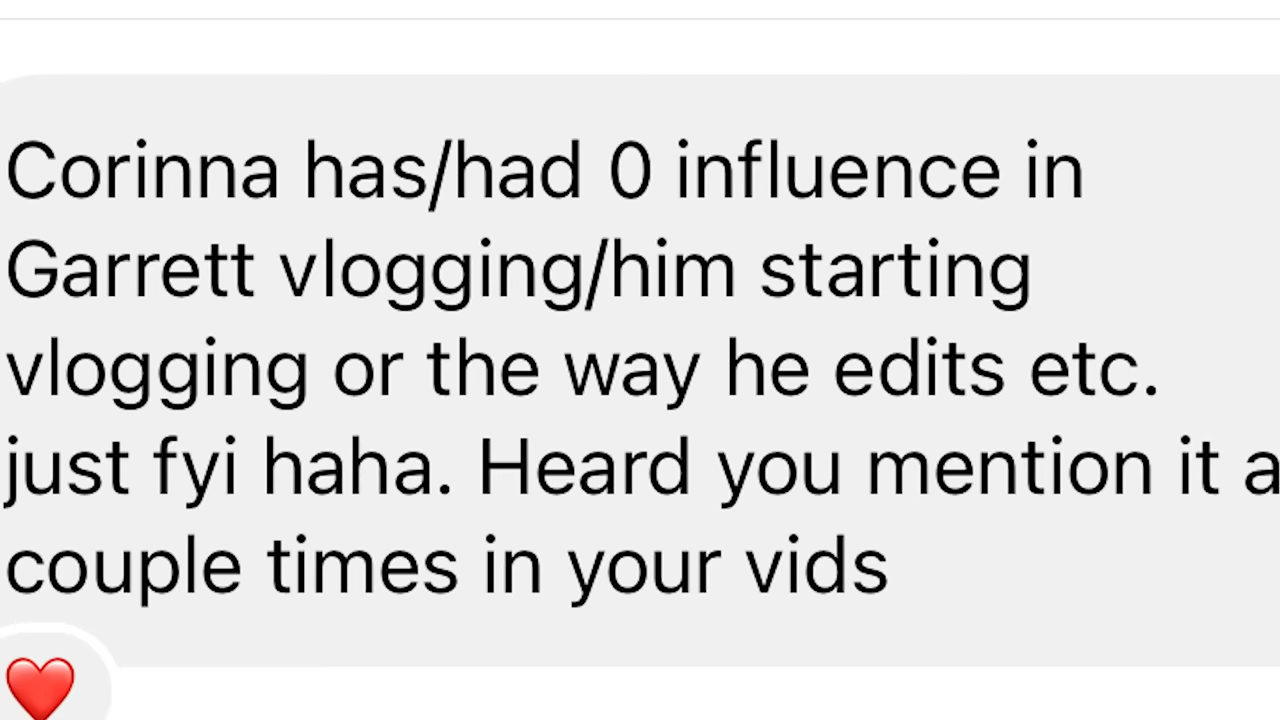 Corinna has/had 0 influence in
Garrett vlogging/him starting
vlogging or the way he edits etc.
just fyi haha. Heard you mention it a
couple times in your vids